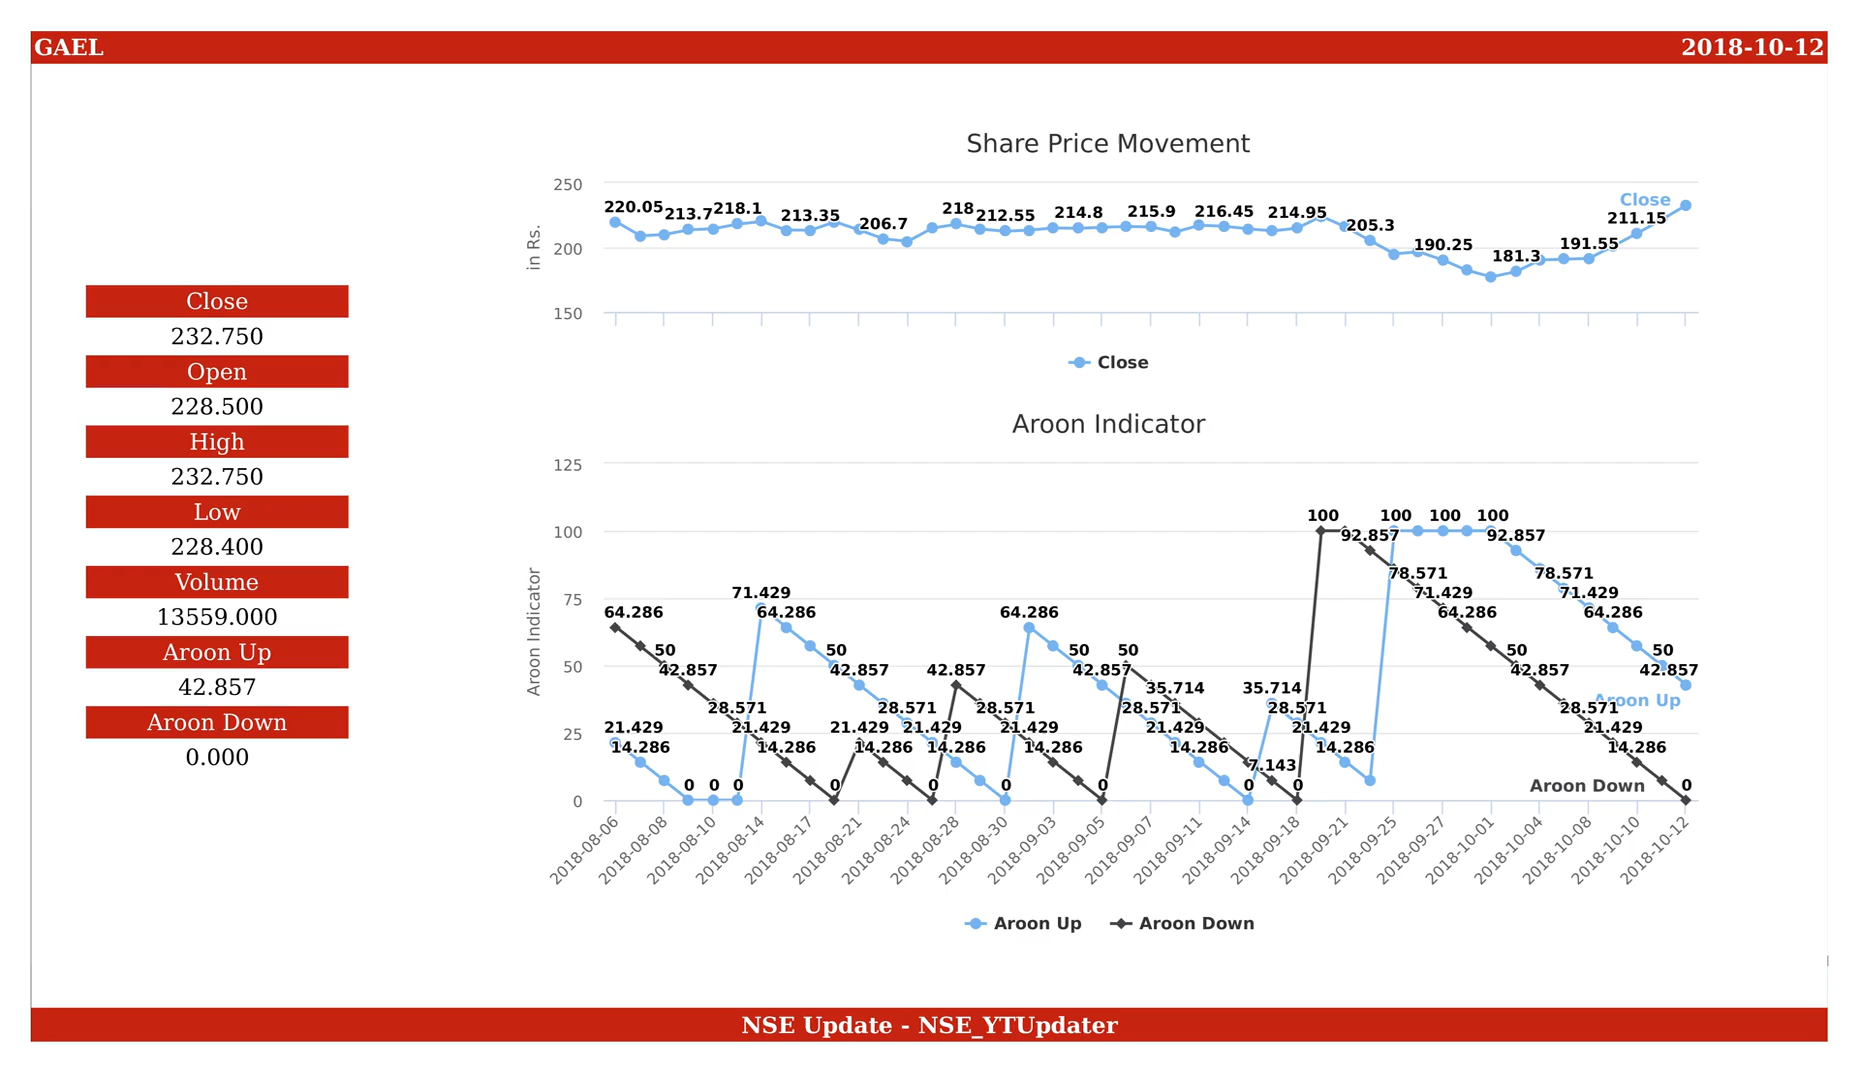 GAEL
2018-10-12
Close
232.750
Open
228.500
High
232.750
Low
228.400
Volume
13559.000
Aroon Up
42.857
Aroon Down
0.000
Share Price Movement
in Rs.
250
200
150
220.05 213.7 218.1 213.35 206.7 218 212.55 214.8 215.9 216.45 214.95 205.3 190.25 181.3 191.55 211.15
Close
Close
Aroon Indicator
Aroon Indicator
125
100
75
50
25
0
100 100 100 100
92.857 92.857
78.571 78.571
71.429 71.429 71.429
64.286 64.286 64.286 64.286 64.286
50 50 50 50 50 50
42.857 42.857 42.857 42.857 42.857 42.857
35.714 35.714
Aroon Up
28.571 28.571 28.571 28.571 28.571 28.571
21.429 21.429 21.429 21.429 21.429 21.429 21.429 21.429
14.286 14.286 14.286 14.286 14.286 14.286 14.286 14.286
7.143
Aroon Down
0 0 0 0 0 0 0 0 0 0
2018-08-06 2018-08-08 2018-08-10 2018-08-14 2018-08-17 2018-08-21 2018-08-24 2018-08-28 2018-08-30 2018-09-03 2018-09-05 2018-09-07 2018-09-11 2018-09-14 2018-09-18 2018-09-21 2018-09-25 2018-09-27 2018-10-01 2018-10-04 2018-10-08 2018-10-10 2018-10-12
Aroon Up Aroon Down
NSE Update - NSE_YTUpdater